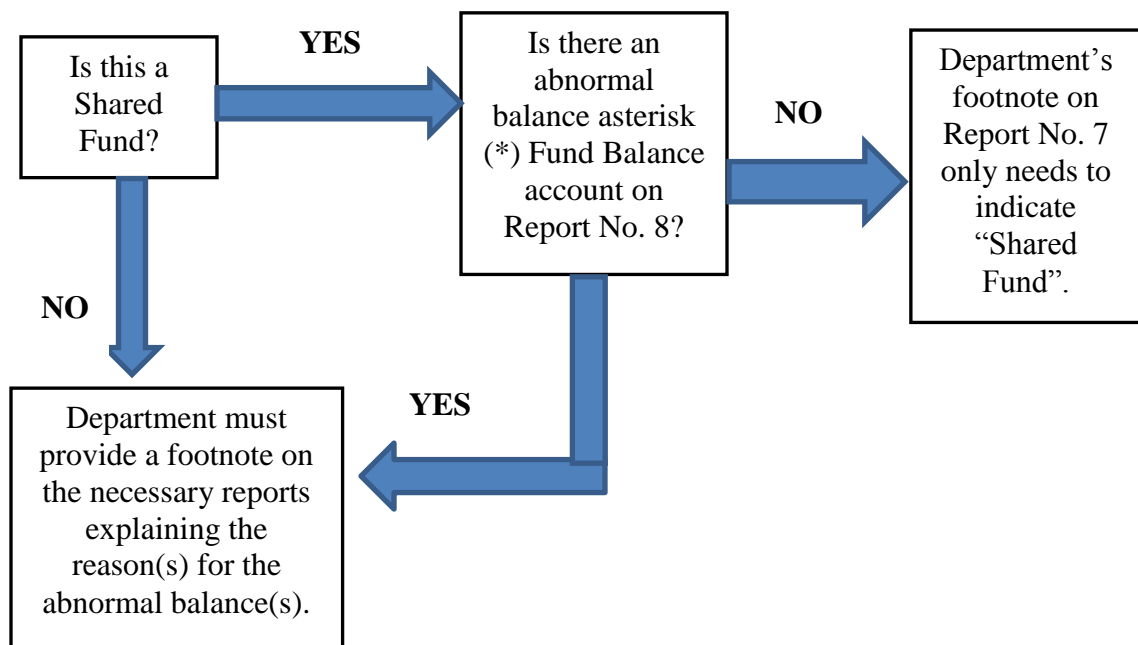 Is this a
Shared
Fund?
YES
Is there an
abnormal
balance asterisk
(*) Fund Balance
account on
Report No. 8?
NO
Department’s
footnote on
Report No. 7
only needs to
indicate
“Shared
Fund”.
NO
YES
Department must
provide a footnote on
the necessary reports
explaining the
reason(s) for the
abnormal balance(s).